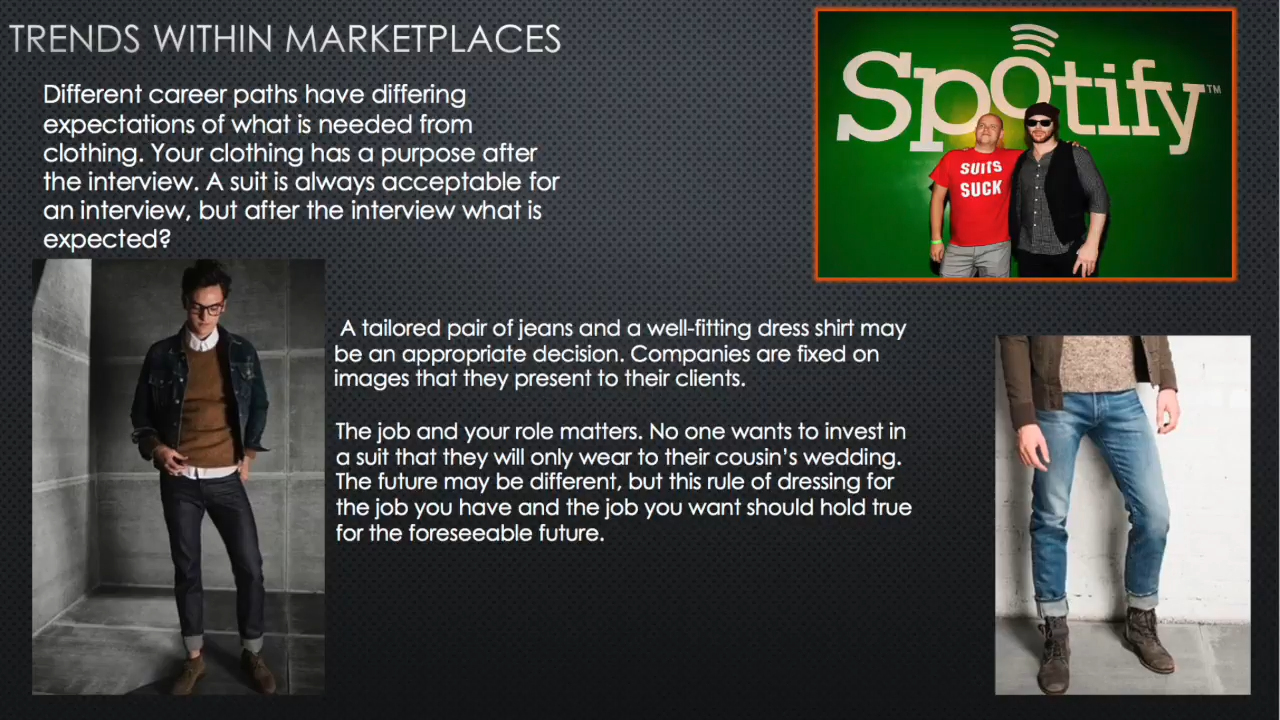 TRENDS WITHIN MARKETPLACES
Different career paths have differing
expectations of what is needed from
clothing. Your clothing has a purpose after
the interview. A suit is always acceptable for
an interview, but after the interview what is
expected?
Spotify™
SUITS
SUCK
A tailored pair of jeans and a well-fitting dress shirt may
be an appropriate decision. Companies are fixed on
images that they present to their clients.
The job and your role matters. No one wants to invest in
a suit that they will only wear to their cousin's wedding.
The future may be different, but this rule of dressing for
the job you have and the job you want should hold true
for the foreseeable future.